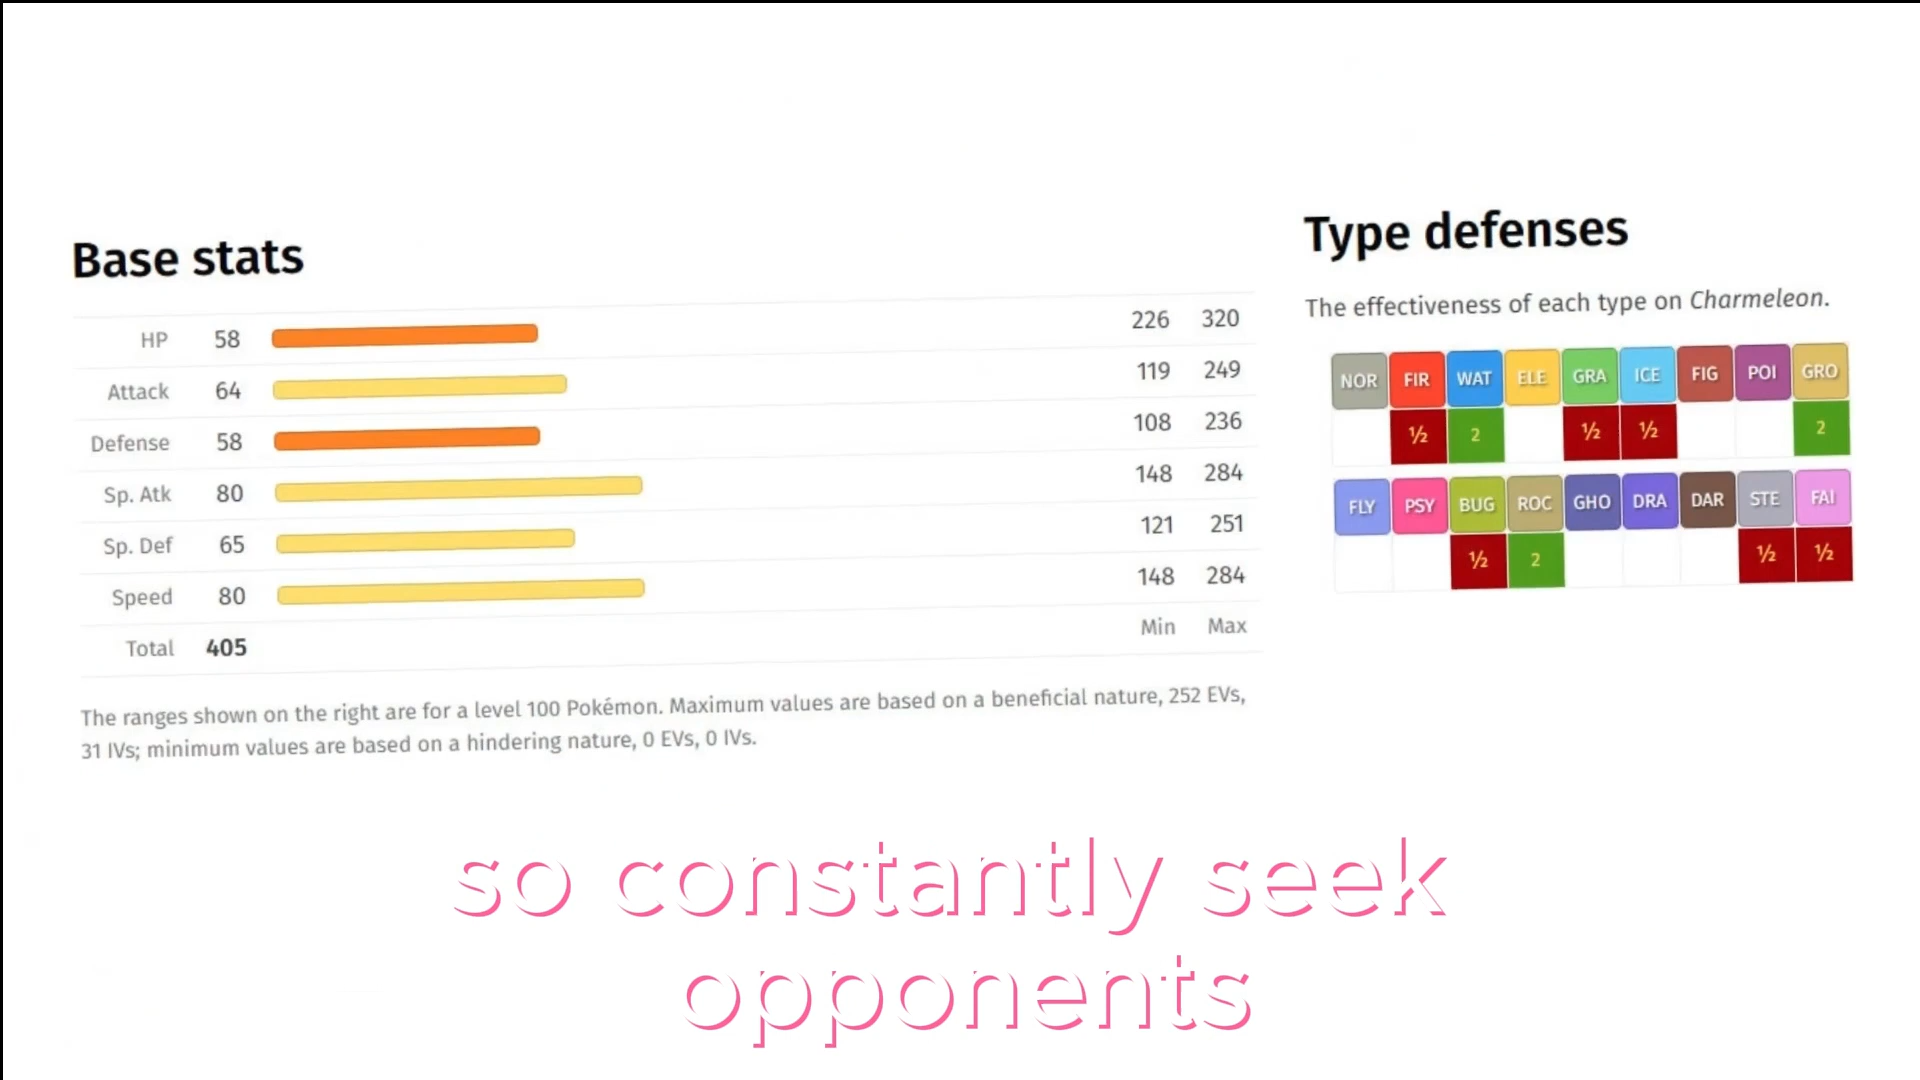 Base stats
HP 58 226 320
Attack 64 119 249
Defense 58 108 236
Sp. Atk 80 148 284
Sp. Def 65 121 251
Speed 80 148 284
Total 405 Min Max
The ranges shown on the right are for a level 100 Pokémon. Maximum values are based on a beneficial nature, 252 EVs,
31 IVs; minimum values are based on a hindering nature, 0 EVs, 0 IVs.
Type defenses
The effectiveness of each type on Charmeleon.
NOR FIR WAT ELE GRA ICE FIG POI GRO
½ 2 ½ ½ 2
FLY PSY BUG ROC GHO DRA DAR STE FAI
½ 2 ½ ½
so constantly seek
opponents